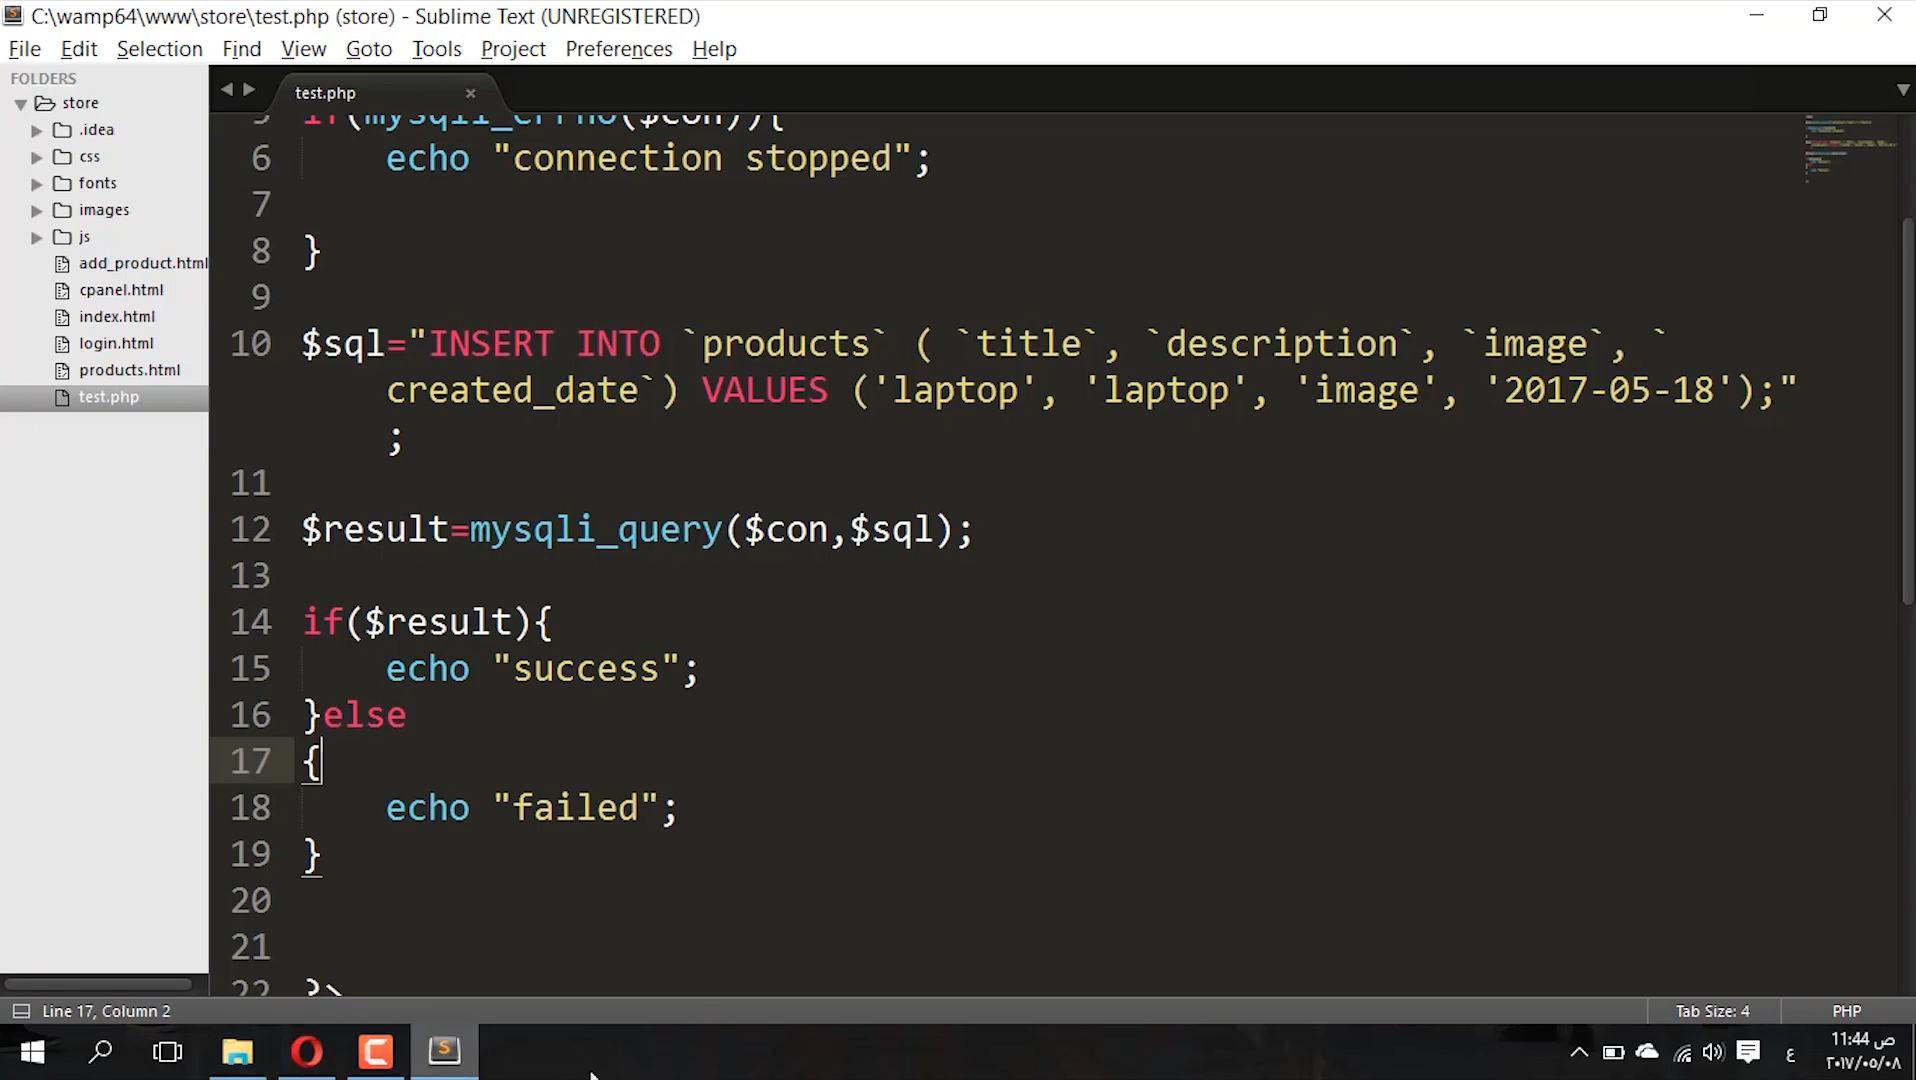 C:\wamp64\www\store\test.php (store) - Sublime Text (UNREGISTERED)
File Edit Selection Find View Goto Tools Project Preferences Help
FOLDERS
store
.idea
css
fonts
images
js
add_product.html
cpanel.html
index.html
login.html
products.html
test.php
test.php
5 if(mysqli_errno($con)){
6 echo "connection stopped";
7
8 }
9
10 $sql="INSERT INTO `products` ( `title`, `description`, `image`, `
created_date`) VALUES ('laptop', 'laptop', 'image', '2017-05-18');"
;
11
12 $result=mysqli_query($con,$sql);
13
14 if($result){
15 echo "success";
16 }else
17 {
18 echo "failed";
19 }
20
21
22 ?>
Line 17, Column 2
Tab Size: 4
PHP
ع
11:44 ص
٢٠١٧/٠٥/٠٨